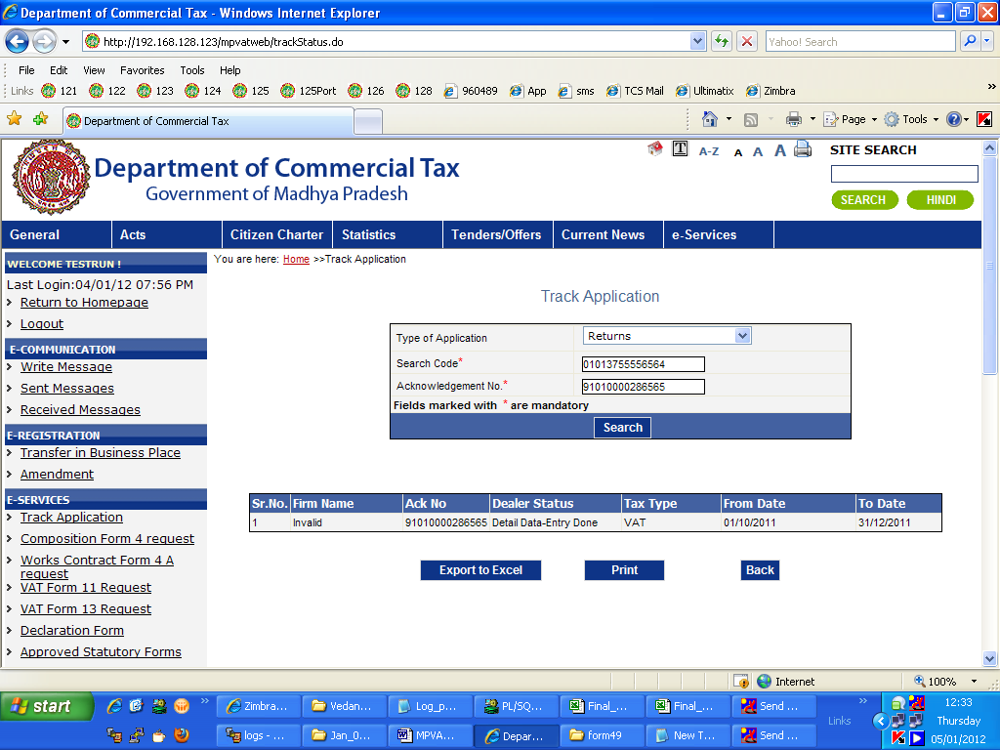 Department of Commercial Tax - Windows Internet Explorer
http://192.168.128.123/mpvatweb/trackStatus.do
Yahoo! Search
File Edit View Favorites Tools Help
Links 121 122 123 124 125 125Port 126 128 960489 App sms TCS Mail Ultimatix Zimbra »
Department of Commercial Tax
Page Tools
Department of Commercial Tax
Government of Madhya Pradesh
T A-Z A A A
SITE SEARCH
SEARCH HINDI
General Acts Citizen Charter Statistics Tenders/Offers Current News e-Services
WELCOME TESTRUN !
Last Login:04/01/12 07:56 PM
Return to Homepage
Logout
E-COMMUNICATION
Write Message
Sent Messages
Received Messages
E-REGISTRATION
Transfer in Business Place
Amendment
E-SERVICES
Track Application
Composition Form 4 request
Works Contract Form 4 A
request
VAT Form 11 Request
VAT Form 13 Request
Declaration Form
Approved Statutory Forms
You are here: Home >>Track Application
Track Application
Type of Application Returns
Search Code* 01013755556564
Acknowledgement No.* 91010000286565
Fields marked with * are mandatory
Search
Sr.No. Firm Name Ack No Dealer Status Tax Type From Date To Date
1 Invalid 91010000286565 Detail Data-Entry Done VAT 01/10/2011 31/12/2011
Export to Excel Print Back
Internet 100%
start » Zimbra... Vedan... Log_p... PL/SQ... Final_... Final_... Send ... » 12:33
Links Thursday
logs - ... Jan_0... MPVA... Depar... form49 New T... Send ... 05/01/2012